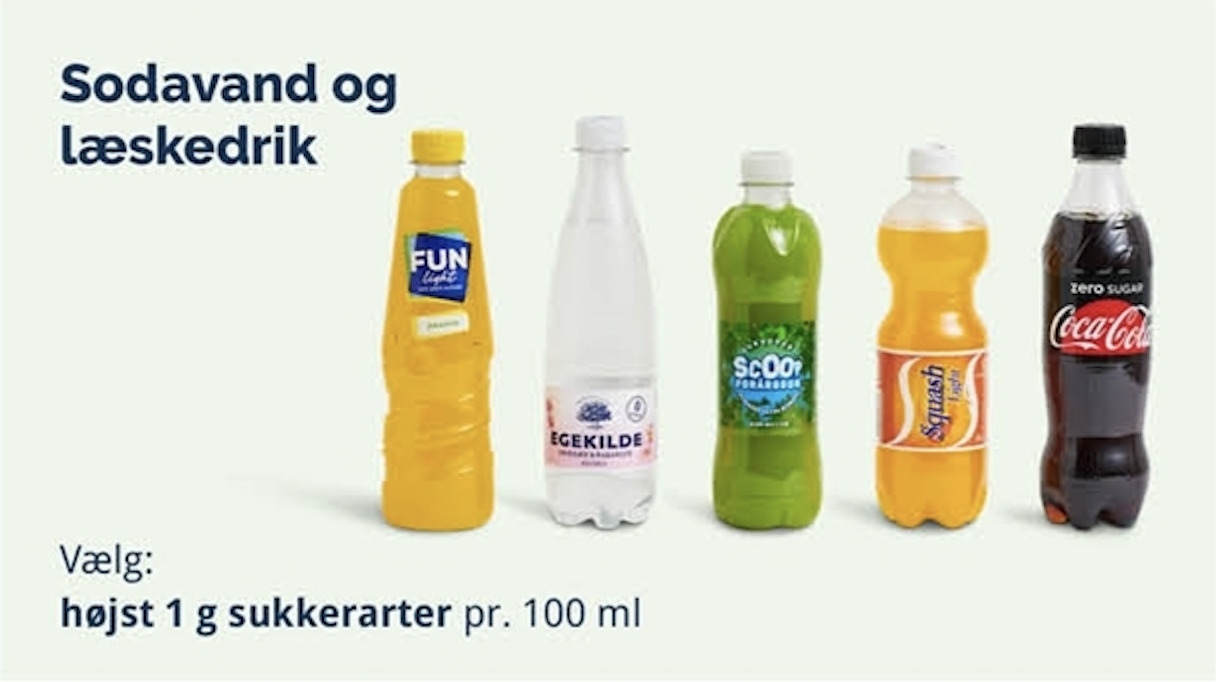 Sodavand og
læskedrik
FUN
light
EGEKILDE
SCOOP
Squash
Light
zero SUGAR
Coca-Cola
Vælg:
højst 1 g sukkerarter pr. 100 ml